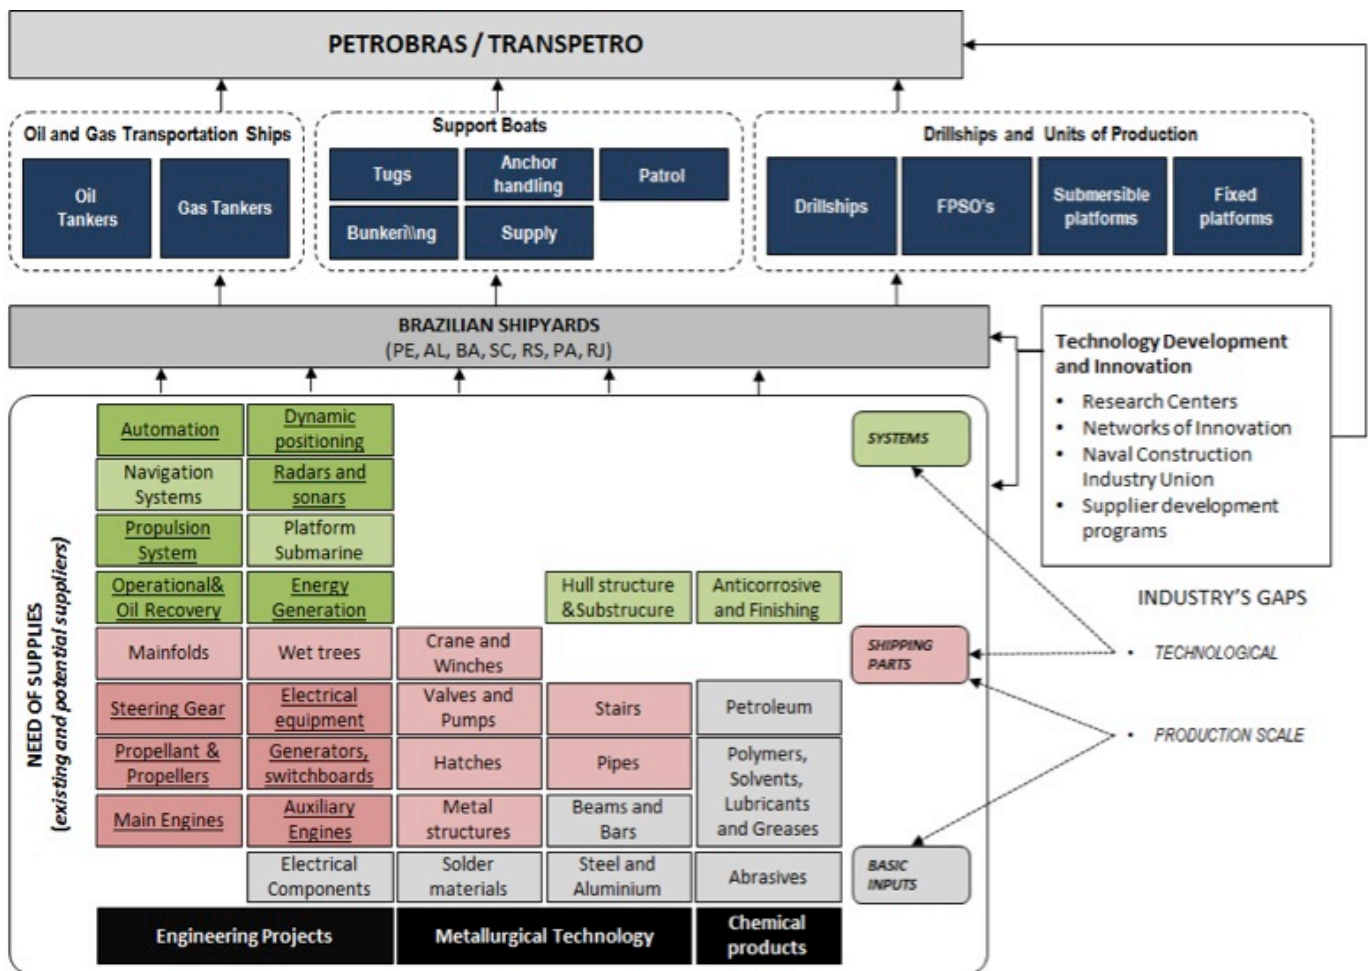 PETROBRAS / TRANSPETRO
Oil and Gas Transportation Ships
Oil
Tankers
Gas Tankers
Support Boats
Tugs
Anchor
handling
Patrol
Bunkeri\\ng
Supply
Drillships and Units of Production
Drillships
FPSO's
Submersible
platforms
Fixed
platforms
BRAZILIAN SHIPYARDS
(PE, AL, BA, SC, RS, PA, RJ)
Technology Development
and Innovation
• Research Centers
• Networks of Innovation
• Naval Construction
Industry Union
• Supplier development
programs
NEED OF SUPPLIES
(existing and potential suppliers)
Automation
Dynamic
positioning
SYSTEMS
Navigation
Systems
Radars and
sonars
Propulsion
System
Platform
Submarine
Operational&
Oil Recovery
Energy
Generation
Hull structure
&Substrucure
Anticorrosive
and Finishing
INDUSTRY'S GAPS
Mainfolds
Wet trees
Crane and
Winches
SHIPPING
PARTS
• TECHNOLOGICAL
Steering Gear
Electrical
equipment
Valves and
Pumps
Stairs
Petroleum
• PRODUCTION SCALE
Propellant &
Propellers
Generators,
switchboards
Hatches
Pipes
Polymers,
Solvents,
Lubricants
and Greases
Main Engines
Auxiliary
Engines
Metal
structures
Beams and
Bars
Electrical
Components
Solder
materials
Steel and
Aluminium
Abrasives
BASIC
INPUTS
Engineering Projects
Metallurgical Technology
Chemical
products